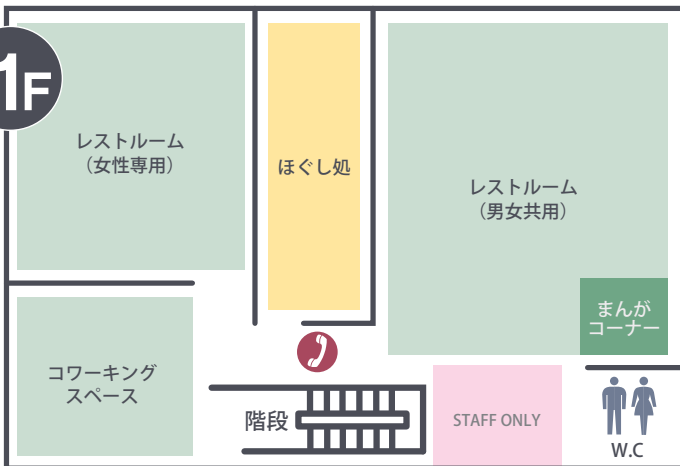 1F
レストルーム
（女性専用）
ほぐし処
レストルーム
（男女共用）
まんが
コーナー
コワーキング
スペース
階段
STAFF ONLY
W.C